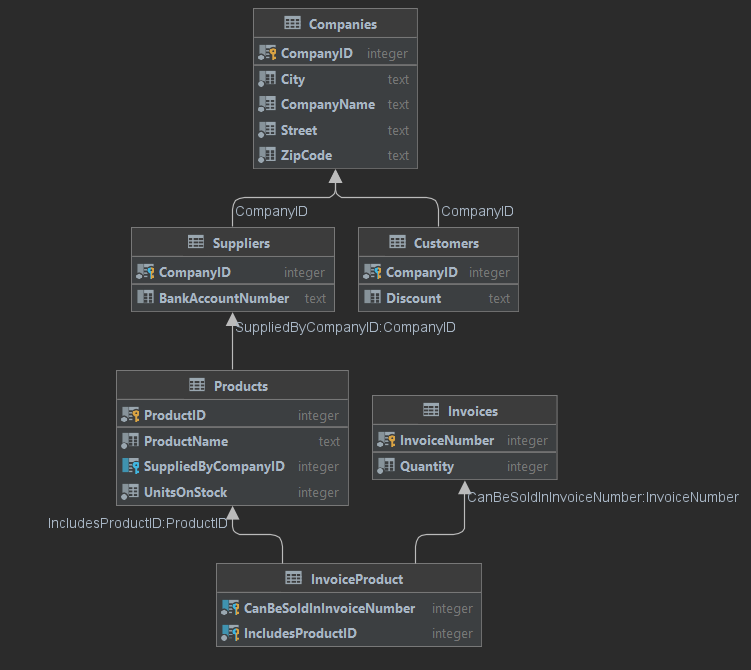 Companies
CompanyID integer
City text
CompanyName text
Street text
ZipCode text
CompanyID CompanyID
Suppliers
CompanyID integer
BankAccountNumber text
Customers
CompanyID integer
Discount text
SuppliedByCompanyID:CompanyID
Products
ProductID integer
ProductName text
SuppliedByCompanyID integer
UnitsOnStock integer
Invoices
InvoiceNumber integer
Quantity integer
CanBeSoldInInvoiceNumber:InvoiceNumber
IncludesProductID:ProductID
InvoiceProduct
CanBeSoldInInvoiceNumber integer
IncludesProductID integer